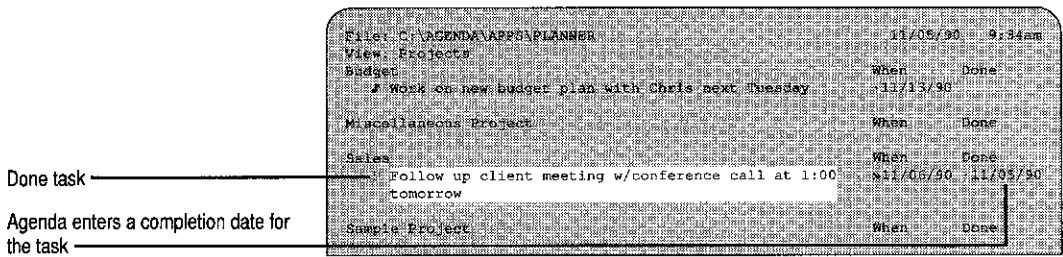 File: C:\AGENDA\APPS\PLANNER 11/05/90 9:34am
View: Projects
Budget When Done
♪ Work on new budget plan with Chris next Tuesday ·11/13/90
Miscellaneous Project When Done
Sales When Done
Done task
Follow up client meeting w/conference call at 1:00 11/06/90 ·11/05/90
tomorrow
Agenda enters a completion date for
the task
Sample Project When Done